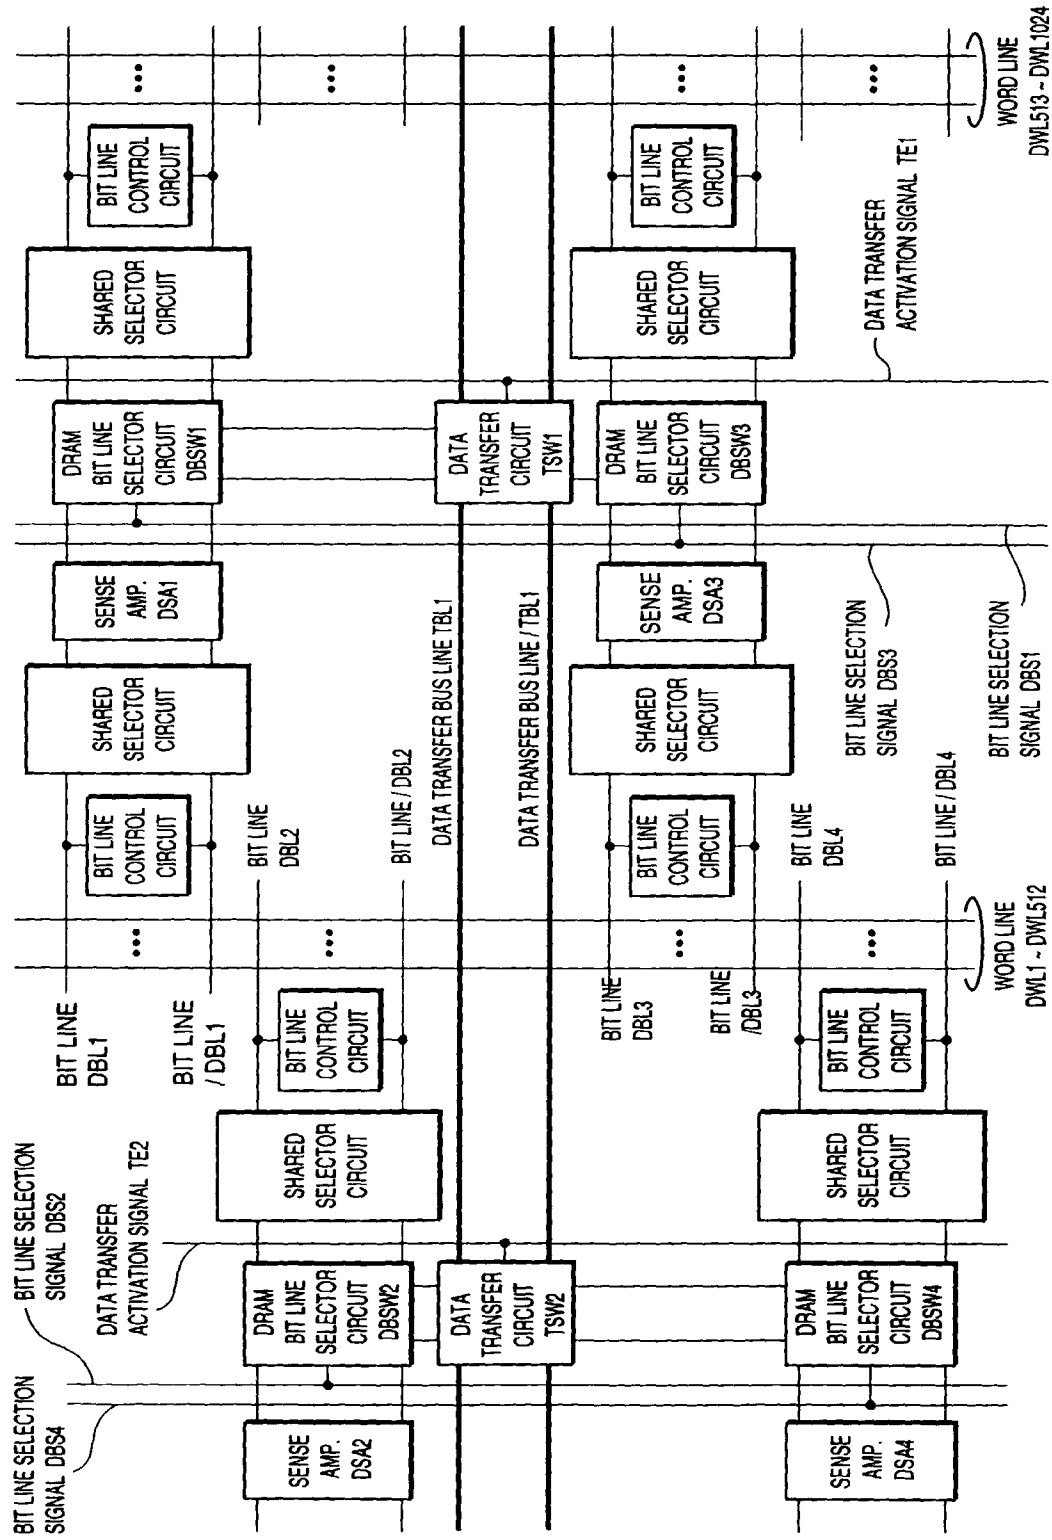 BIT LINE SELECTION
SIGNAL DBS4
BIT LINE SELECTION
SIGNAL DBS2
DATA TRANSFER
ACTIVATION SIGNAL TE2
BIT LINE
DBL1
BIT LINE
/ DBL1
BIT LINE
CONTROL
CIRCUIT
SHARED
SELECTOR
CIRCUIT
SENSE
AMP.
DSA1
DRAM
BIT LINE
SELECTOR
CIRCUIT
DBSW1
SHARED
SELECTOR
CIRCUIT
BIT LINE
CONTROL
CIRCUIT
•••
•••
SENSE
AMP.
DSA2
DRAM
BIT LINE
SELECTOR
CIRCUIT
DBSW2
SHARED
SELECTOR
CIRCUIT
BIT LINE
CONTROL
CIRCUIT
•••
BIT LINE
DBL2
BIT LINE / DBL2
•••
DATA
TRANSFER
CIRCUIT
TSW2
DATA TRANSFER BUS LINE TBL1
DATA TRANSFER BUS LINE / TBL1
DATA
TRANSFER
CIRCUIT
TSW1
BIT LINE
DBL3
BIT LINE
/DBL3
•••
BIT LINE
CONTROL
CIRCUIT
SHARED
SELECTOR
CIRCUIT
SENSE
AMP.
DSA3
DRAM
BIT LINE
SELECTOR
CIRCUIT
DBSW3
SHARED
SELECTOR
CIRCUIT
BIT LINE
CONTROL
CIRCUIT
•••
SENSE
AMP.
DSA4
DRAM
BIT LINE
SELECTOR
CIRCUIT
DBSW4
SHARED
SELECTOR
CIRCUIT
BIT LINE
CONTROL
CIRCUIT
•••
BIT LINE
DBL4
BIT LINE / DBL4
•••
BIT LINE SELECTION
SIGNAL DBS3
DATA TRANSFER
ACTIVATION SIGNAL TE1
WORD LINE
DWL1 ~ DWL512
BIT LINE SELECTION
SIGNAL DBS1
WORD LINE
DWL513 ~ DWL1024